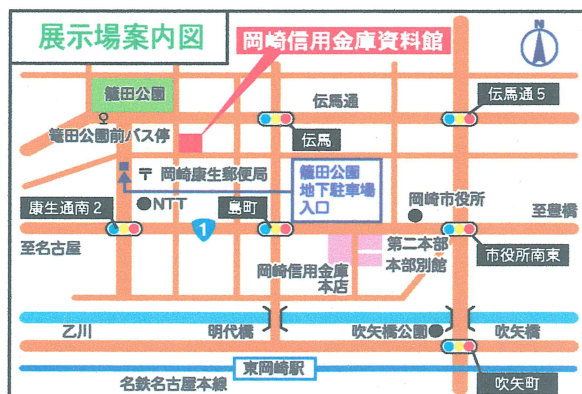 展示場案内図
岡崎信用金庫資料館
N
籠田公園
伝馬通
伝馬通5
籠田公園前バス停
伝馬
〒 岡崎康生郵便局
籠田公園
地下駐車場
入口
岡崎市役所
康生通南2
NTT
1
島町
至豊橋
至名古屋
岡崎信用金庫
本店
第二本部
本部別館
市役所南東
乙川
明代橋
吹矢橋公園
吹矢橋
東岡崎駅
名鉄名古屋本線
吹矢町